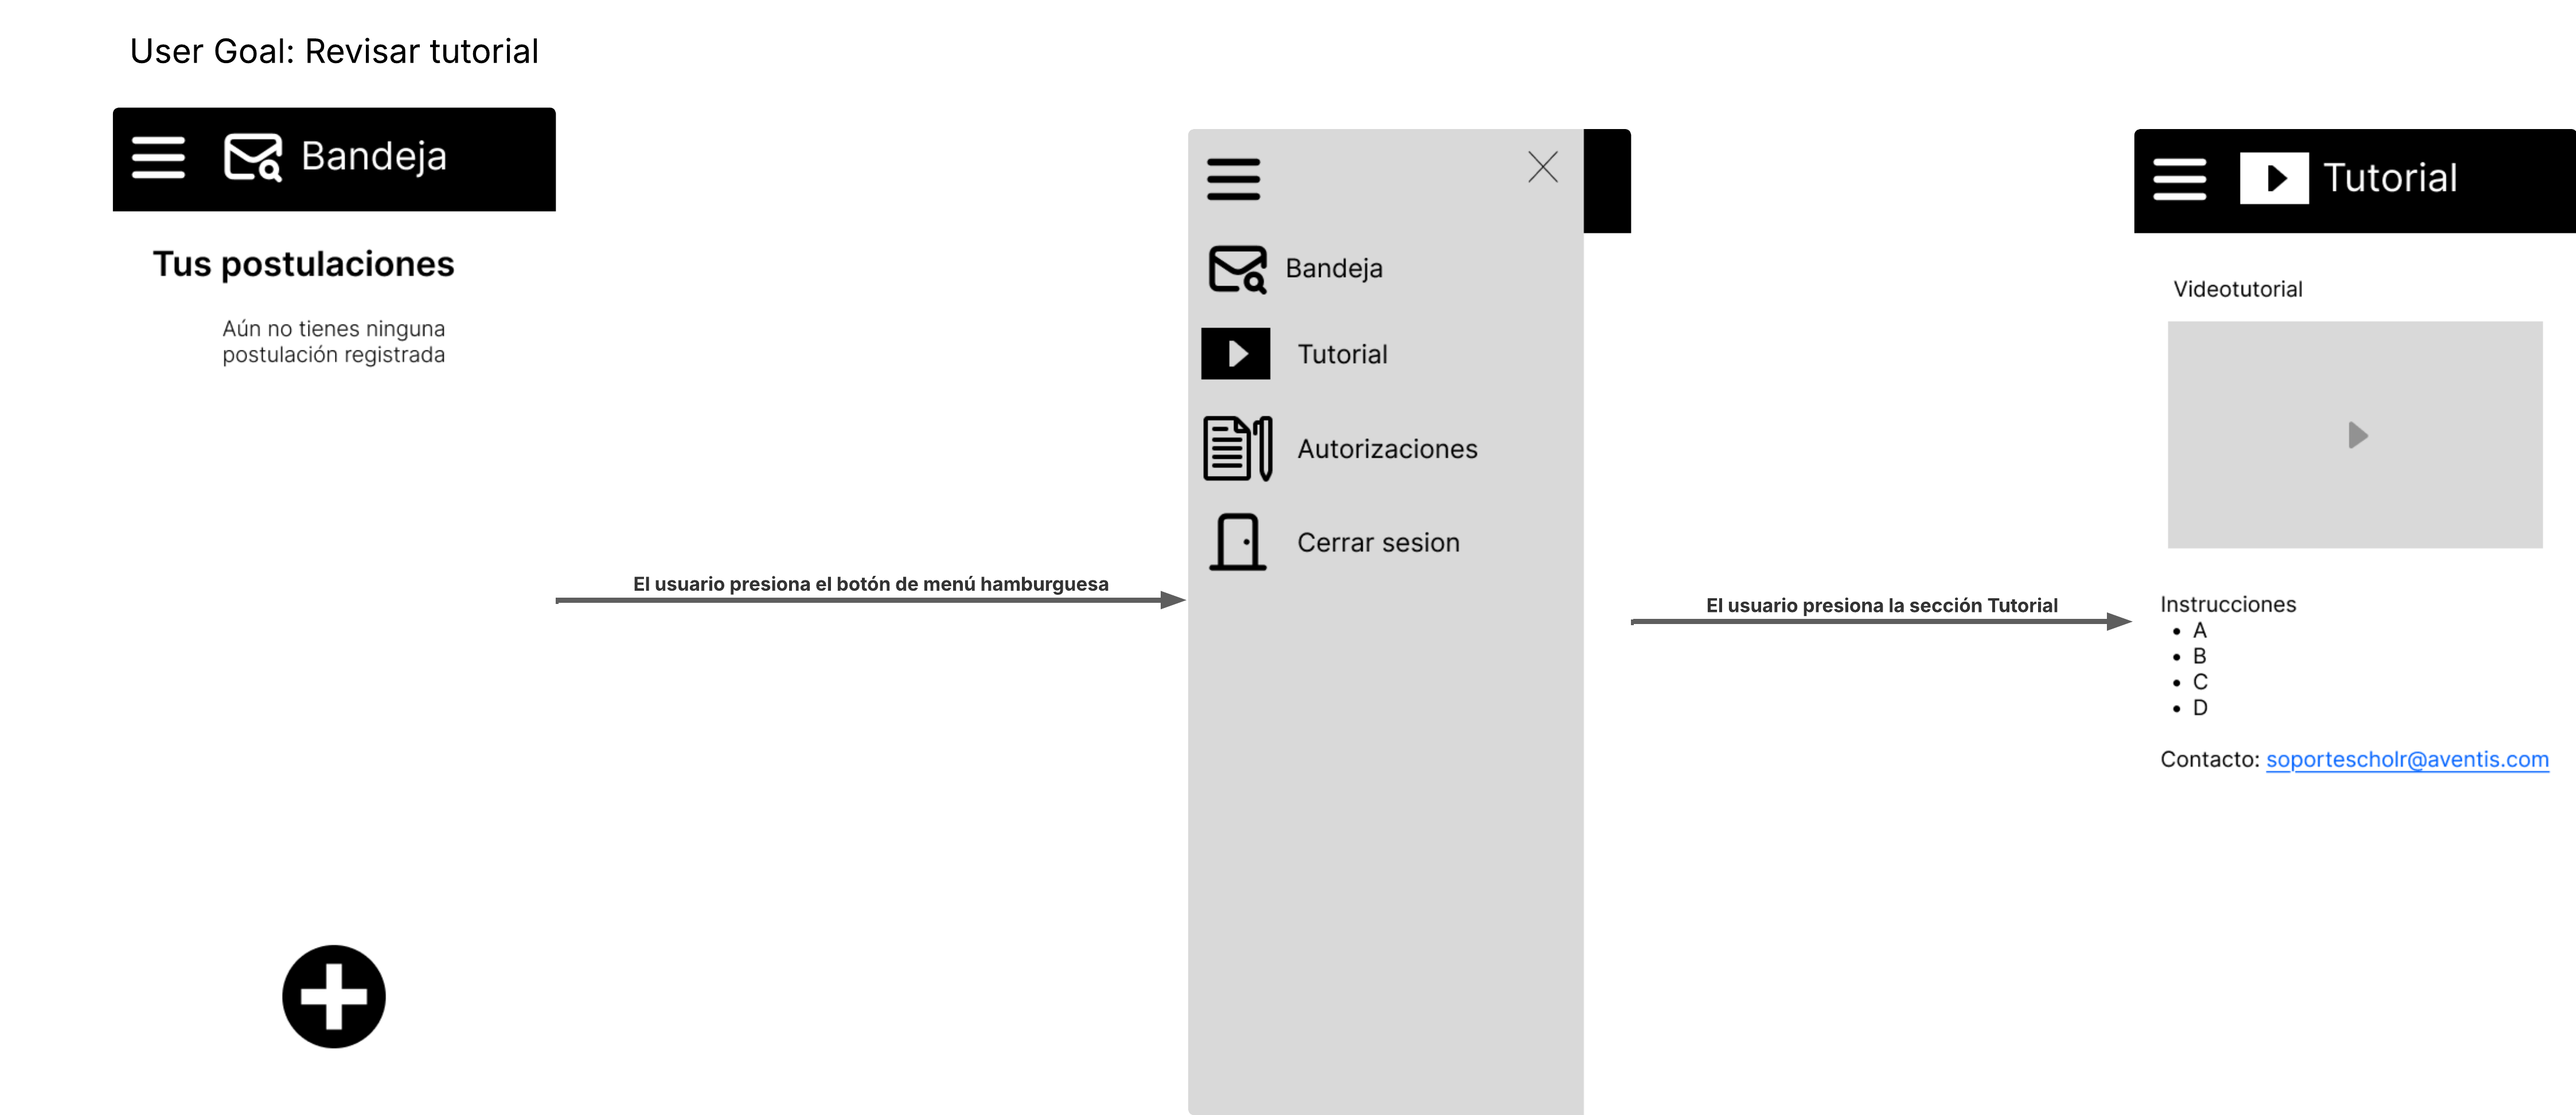 User Goal: Revisar tutorial
Bandeja
Tus postulaciones
Aún no tienes ninguna
postulación registrada
El usuario presiona el botón de menú hamburguesa
Bandeja
Tutorial
Autorizaciones
Cerrar sesion
El usuario presiona la sección Tutorial
Tutorial
Videotutorial
Instrucciones
• A
• B
• C
• D
Contacto: soportescholr@aventis.com